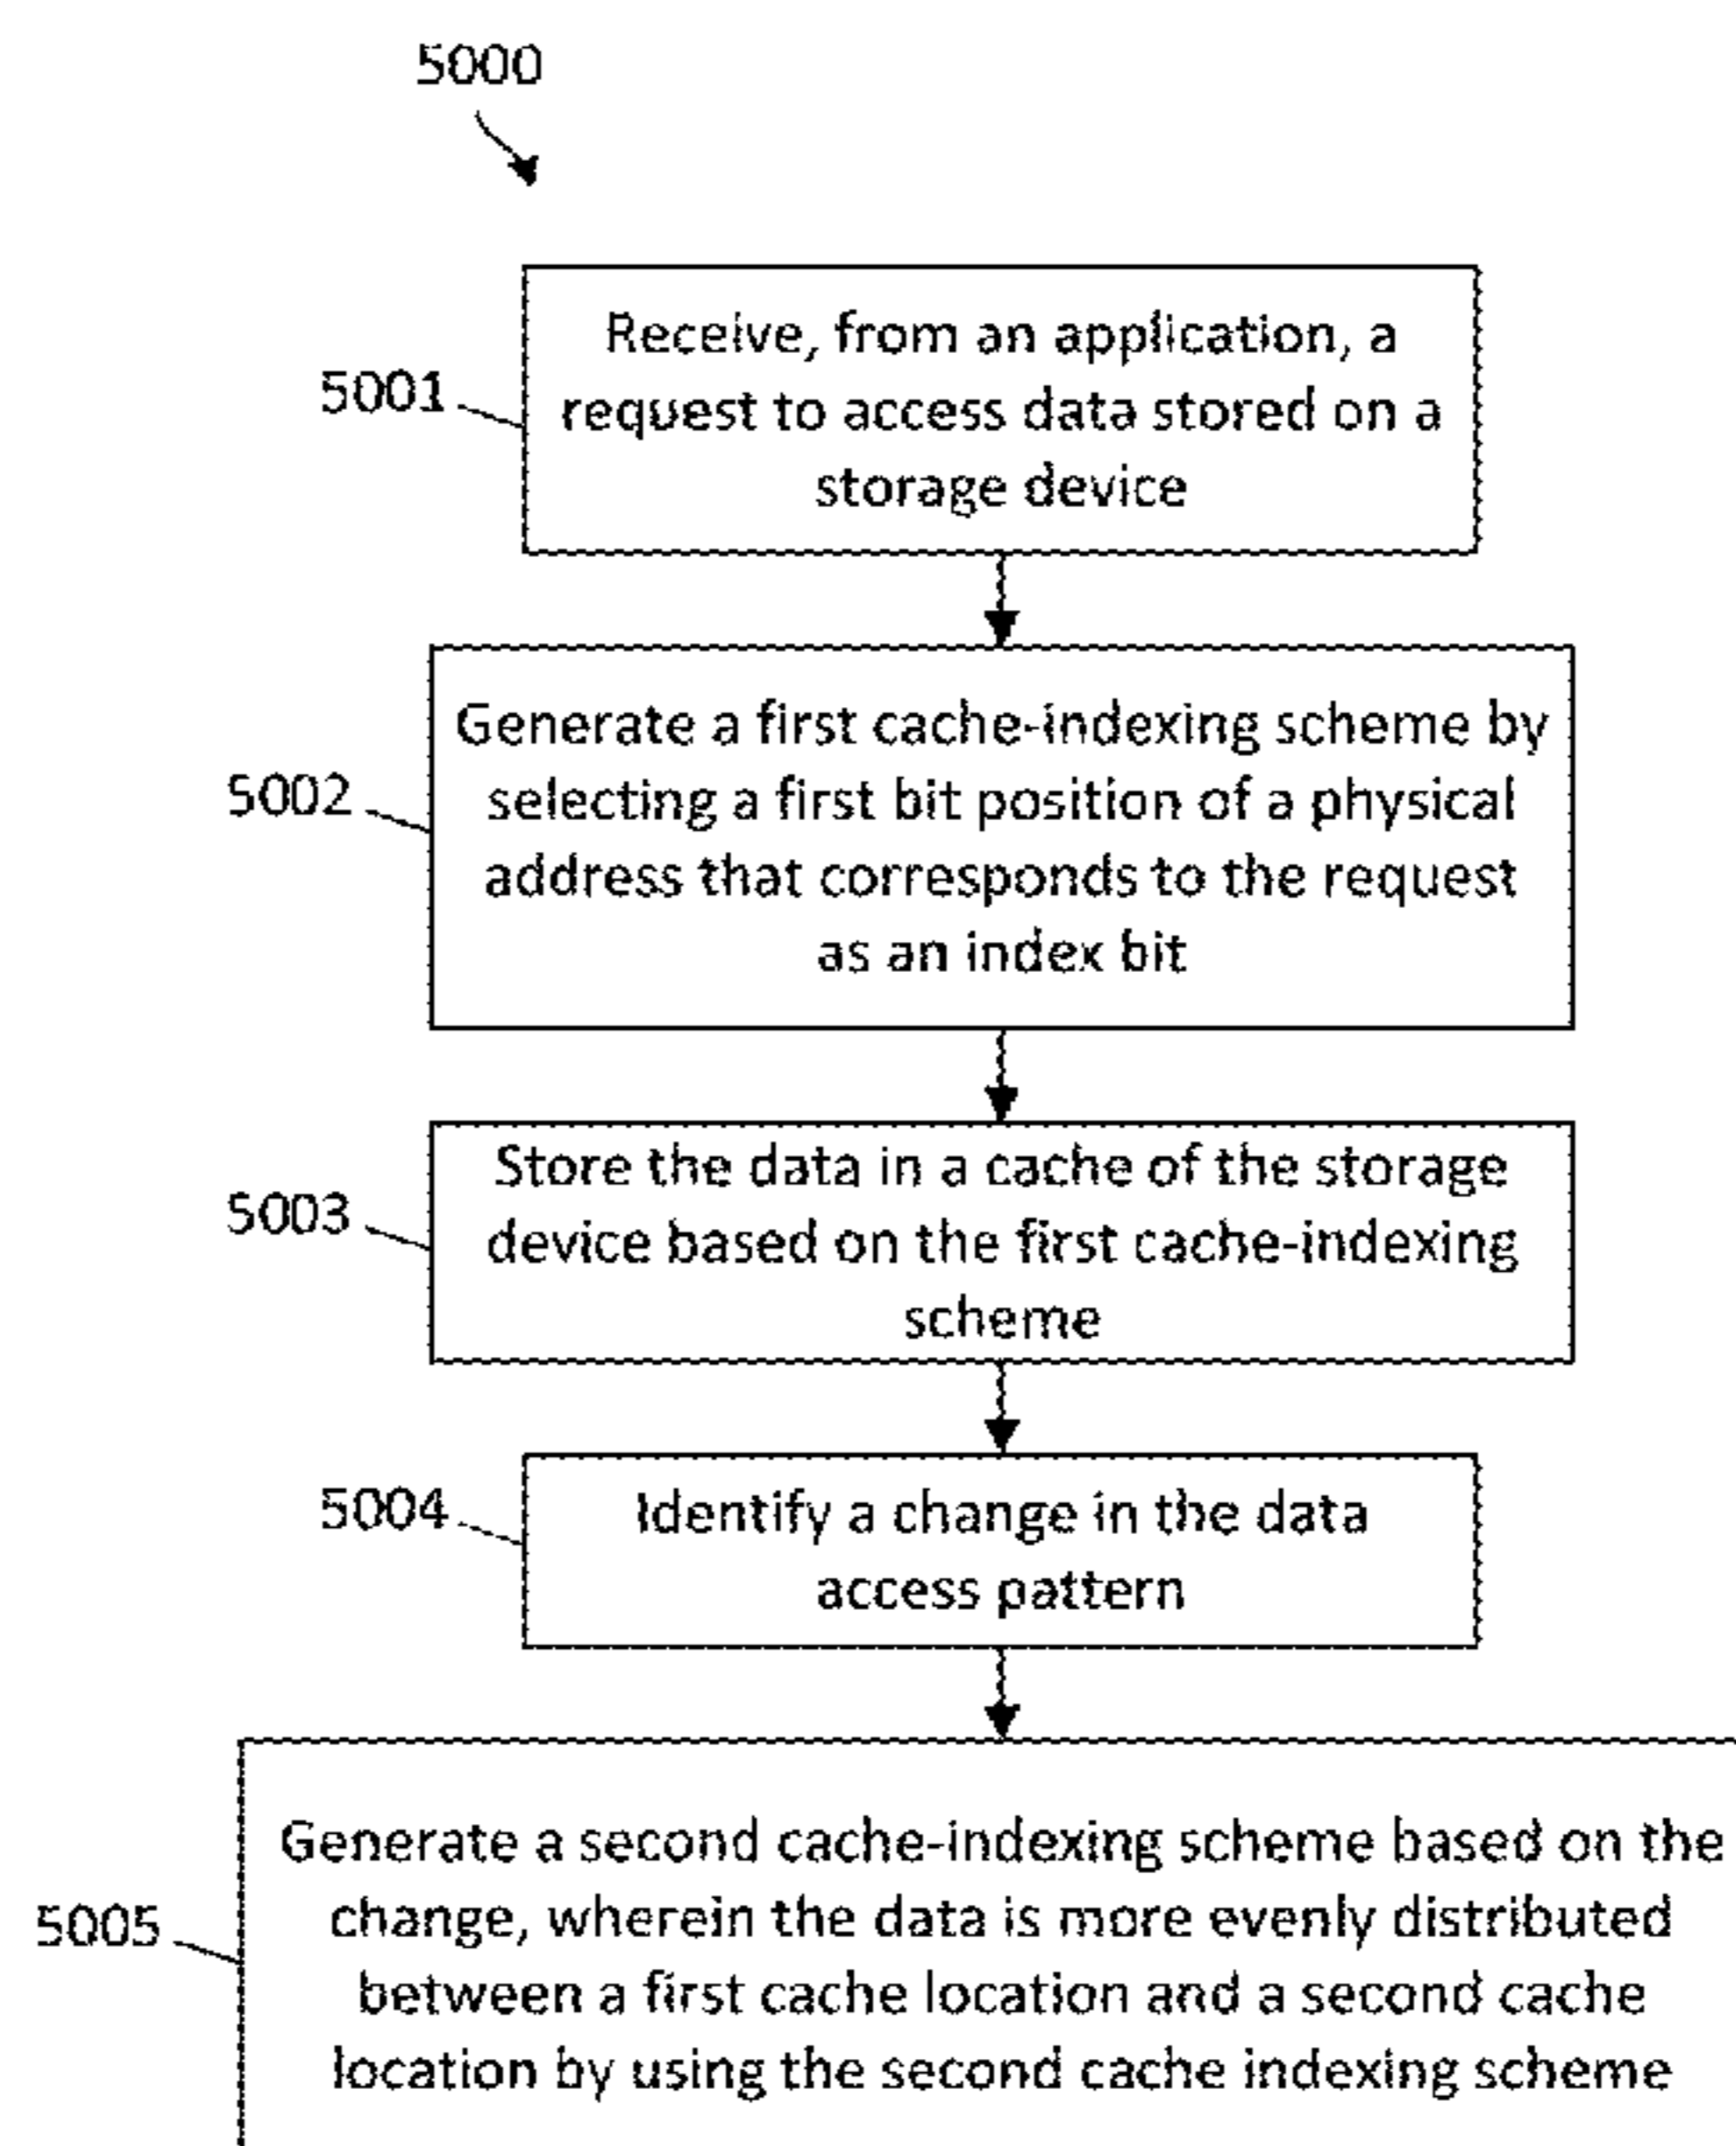 5000
5001
Receive, from an application, a
request to access data stored on a
storage device
5002
Generate a first cache-indexing scheme by
selecting a first bit position of a physical
address that corresponds to the request
as an index bit
5003
Store the data in a cache of the storage
device based on the first cache-indexing
scheme
5004
Identify a change in the data
access pattern
5005
Generate a second cache-indexing scheme based on the
change, wherein the data is more evenly distributed
between a first cache location and a second cache
location by using the second cache indexing scheme